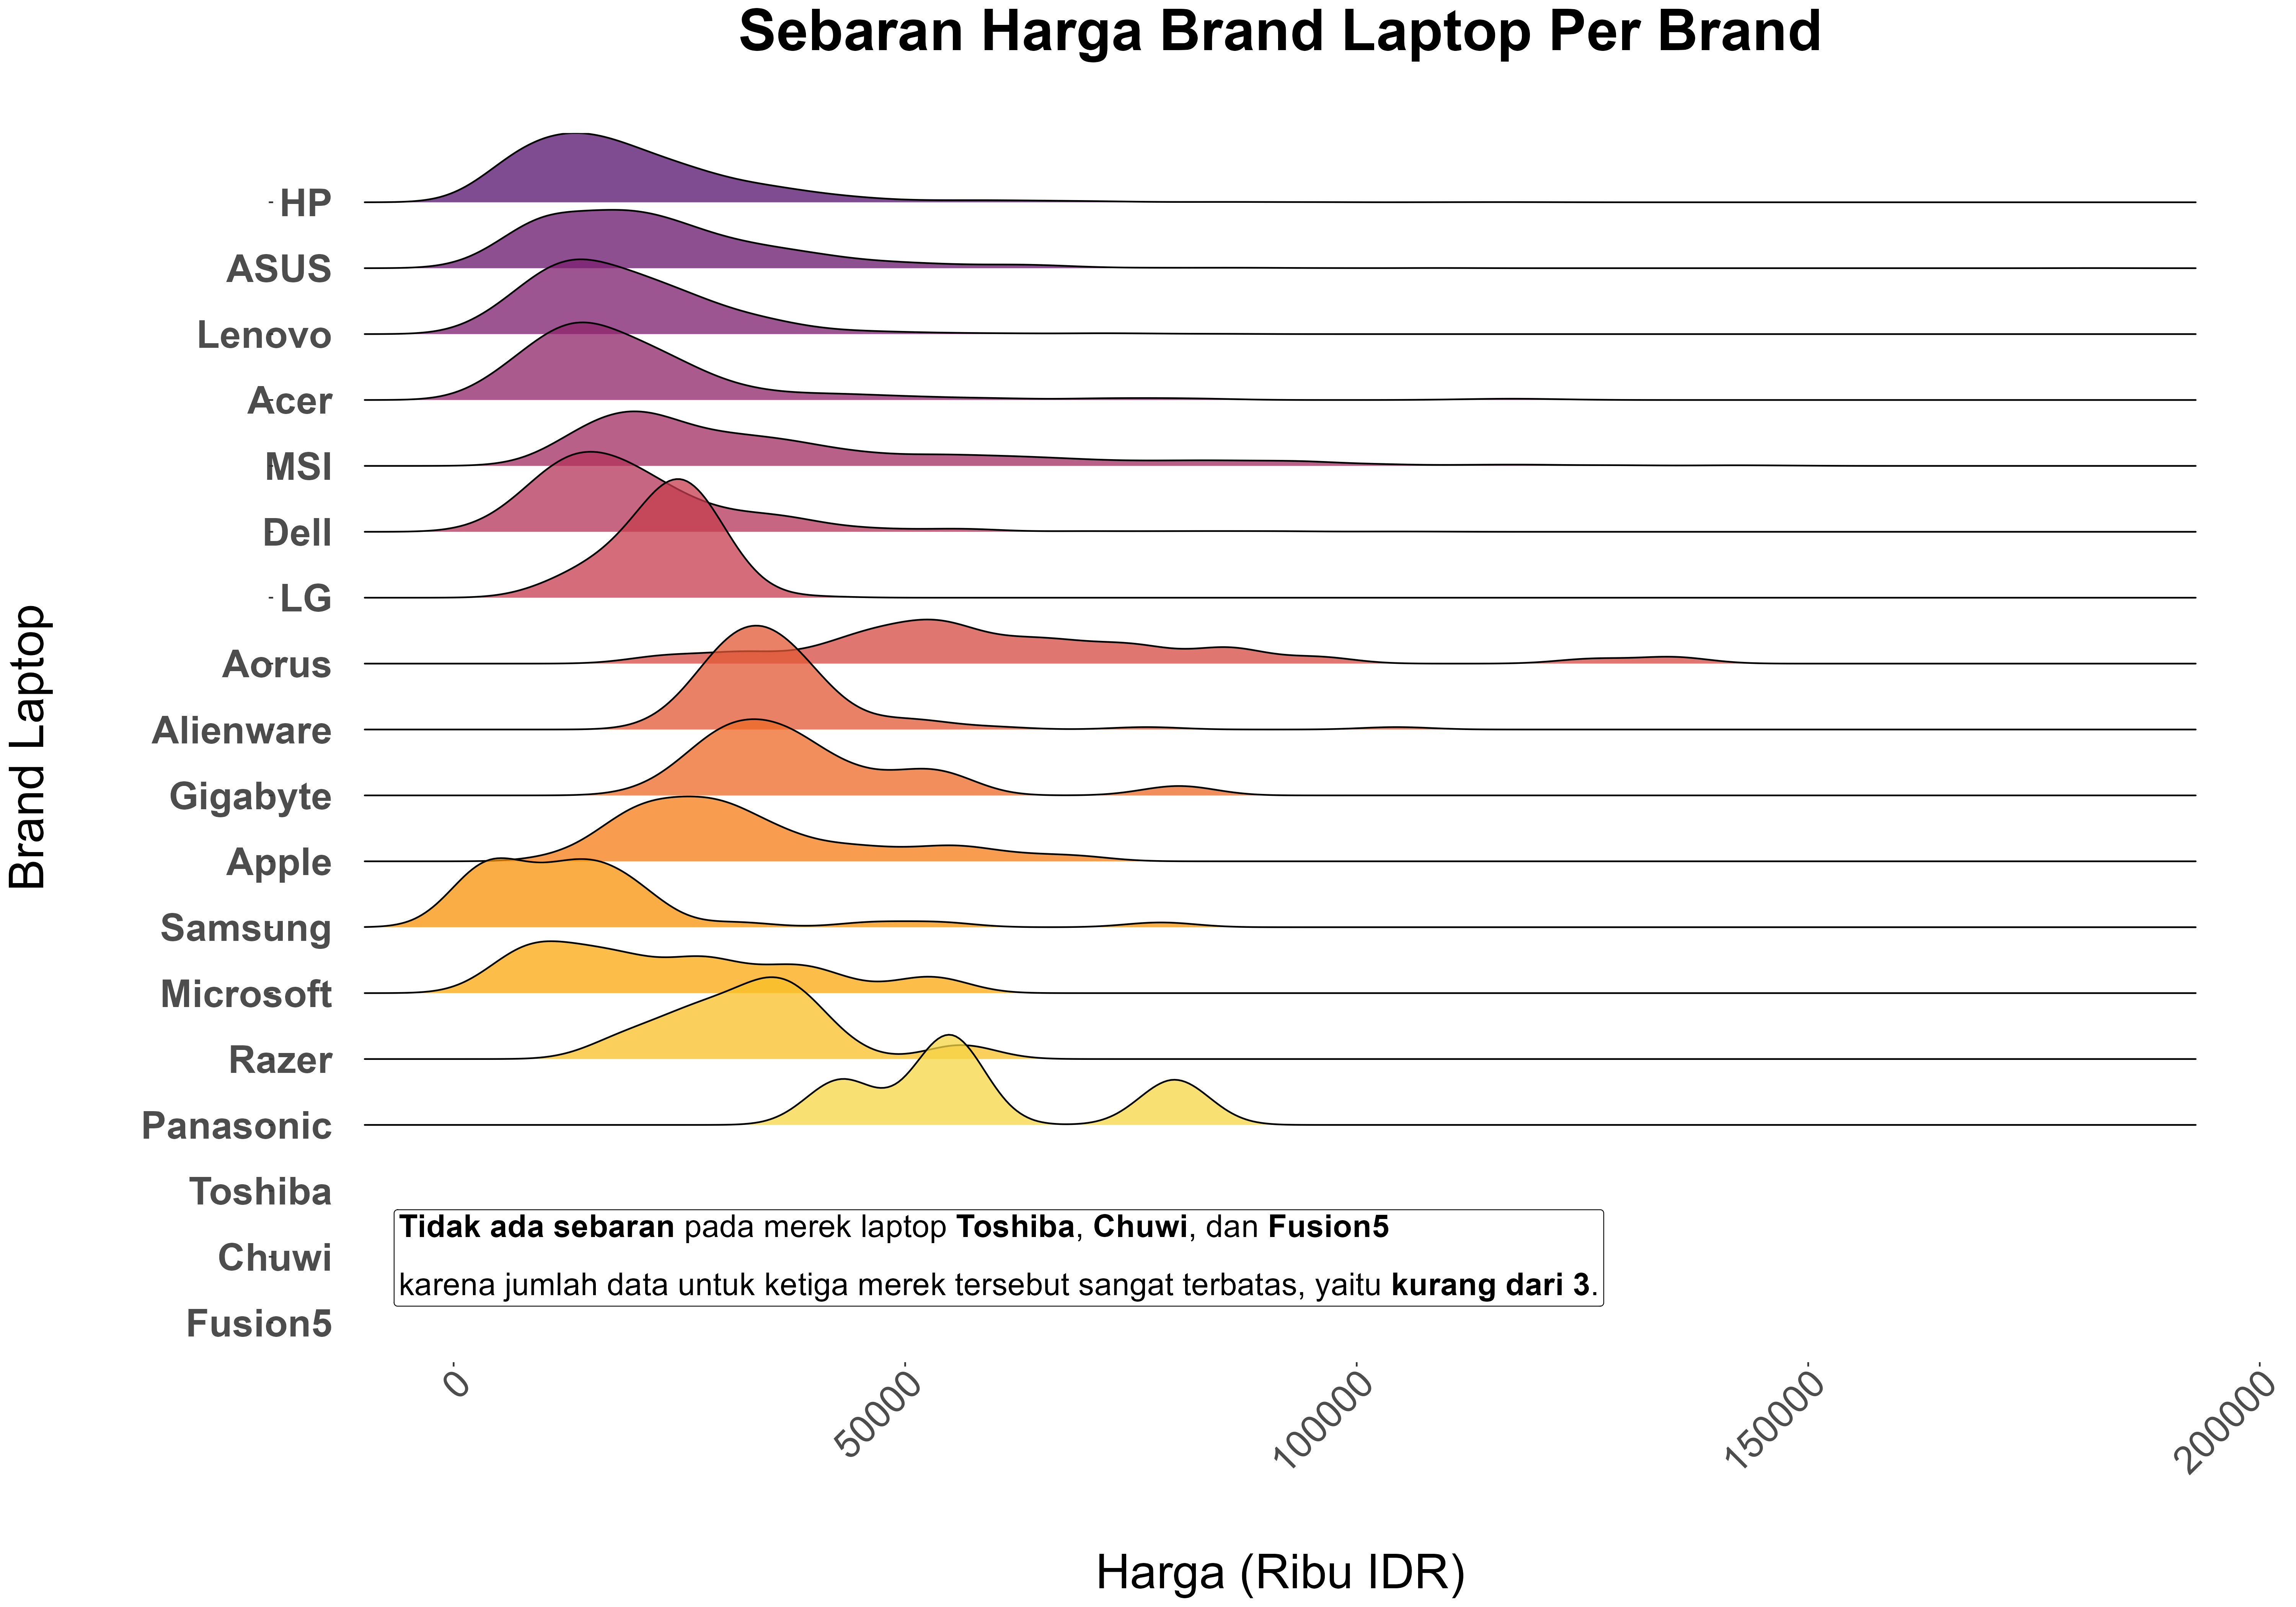 Sebaran Harga Brand Laptop Per Brand
Brand Laptop
HP
ASUS
Lenovo
Acer
MSI
Dell
LG
Aorus
Alienware
Gigabyte
Apple
Samsung
Microsoft
Razer
Panasonic
Toshiba
Chuwi
Fusion5
Tidak ada sebaran pada merek laptop Toshiba, Chuwi, dan Fusion5
karena jumlah data untuk ketiga merek tersebut sangat terbatas, yaitu kurang dari 3.
0
50000
100000
150000
200000
Harga (Ribu IDR)